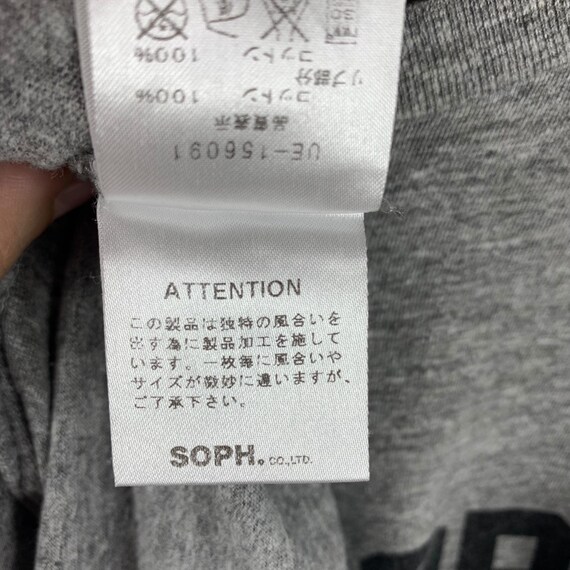 UE-156091
品質表示
コットン 100%
リブ部分
コットン 100%
ATTENTION
この製品は独特の風合いを
出す為に製品加工を施して
います。一枚毎に風合いや
サイズが微妙に違いますが、
ご了承下さい。
SOPH. CO.,LTD.